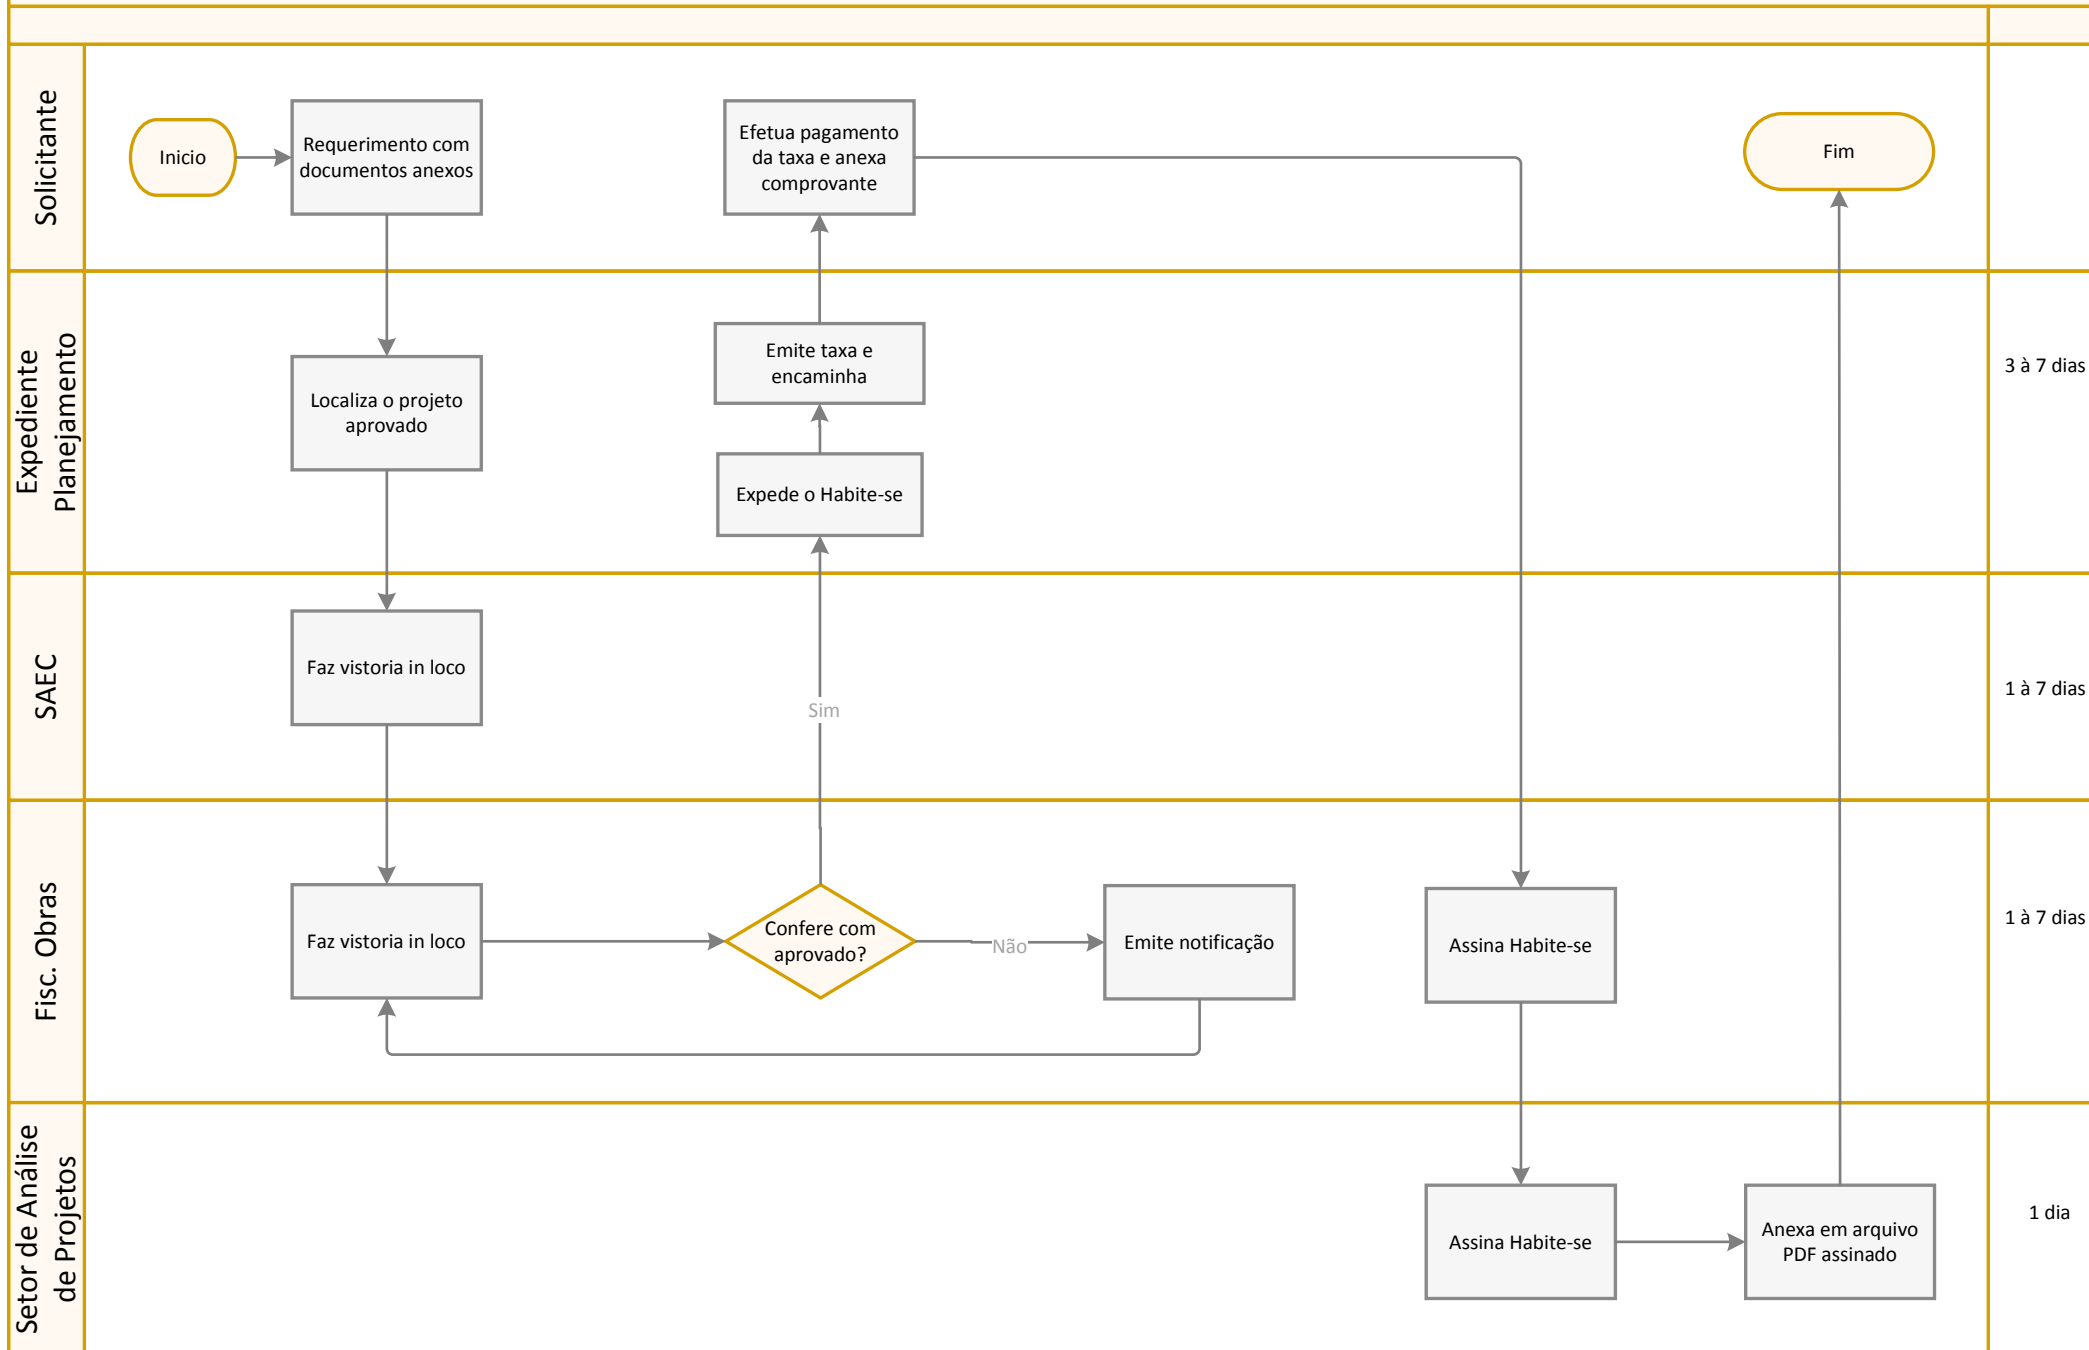 Solicitante
Inicio
Requerimento com
documentos anexos
Efetua pagamento
da taxa e anexa
comprovante
Fim
Expediente
Planejamento
Localiza o projeto
aprovado
Emite taxa e
encaminha
Expede o Habite-se
3 à 7 dias
SAEC
Faz vistoria in loco
Sim
1 à 7 dias
Fisc. Obras
Faz vistoria in loco
Confere com
aprovado?
Não
Emite notificação
Assina Habite-se
1 à 7 dias
Setor de Análise
de Projetos
Assina Habite-se
Anexa em arquivo
PDF assinado
1 dia